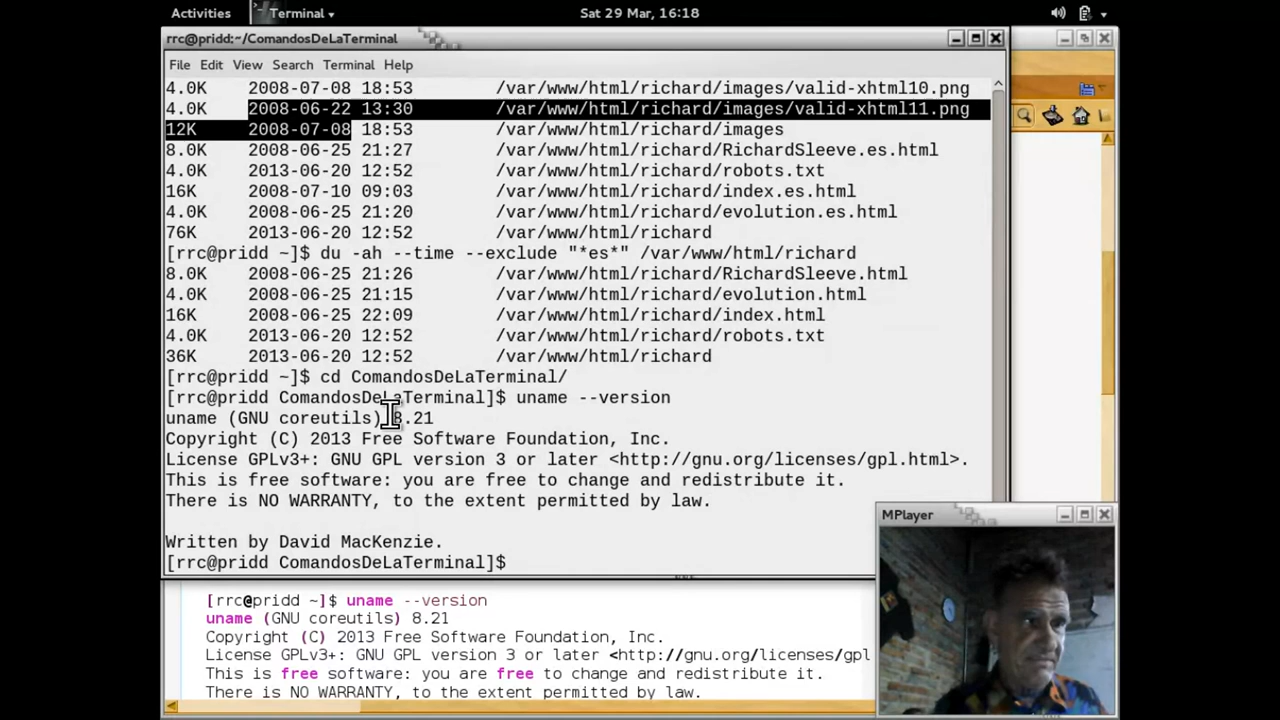 Activities Terminal Sat 29 Mar, 16:18
rrc@pridd:~/ComandosDeLaTerminal
File Edit View Search Terminal Help
4.0K 2008-07-08 18:53 /var/www/html/richard/images/valid-xhtml10.png
4.0K 2008-06-22 13:30 /var/www/html/richard/images/valid-xhtml11.png
12K 2008-07-08 18:53 /var/www/html/richard/images
8.0K 2008-06-25 21:27 /var/www/html/richard/RichardSleeve.es.html
4.0K 2013-06-20 12:52 /var/www/html/richard/robots.txt
16K 2008-07-10 09:03 /var/www/html/richard/index.es.html
4.0K 2008-06-25 21:20 /var/www/html/richard/evolution.es.html
76K 2013-06-20 12:52 /var/www/html/richard
[rrc@pridd ~]$ du -ah --time --exclude "*es*" /var/www/html/richard
8.0K 2008-06-25 21:26 /var/www/html/richard/RichardSleeve.html
4.0K 2008-06-25 21:15 /var/www/html/richard/evolution.html
16K 2008-06-25 22:09 /var/www/html/richard/index.html
4.0K 2013-06-20 12:52 /var/www/html/richard/robots.txt
36K 2013-06-20 12:52 /var/www/html/richard
[rrc@pridd ~]$ cd ComandosDeLaTerminal/
[rrc@pridd ComandosDeLaTerminal]$ uname --version
uname (GNU coreutils) 8.21
Copyright (C) 2013 Free Software Foundation, Inc.
License GPLv3+: GNU GPL version 3 or later <http://gnu.org/licenses/gpl.html>.
This is free software: you are free to change and redistribute it.
There is NO WARRANTY, to the extent permitted by law.
Written by David MacKenzie.
[rrc@pridd ComandosDeLaTerminal]$
MPlayer
[rrc@pridd ~]$ uname --version
uname (GNU coreutils) 8.21
Copyright (C) 2013 Free Software Foundation, Inc.
License GPLv3+: GNU GPL version 3 or later <http://gnu.org/licenses/gpl
This is free software: you are free to change and redistribute it.
There is NO WARRANTY, to the extent permitted by law.